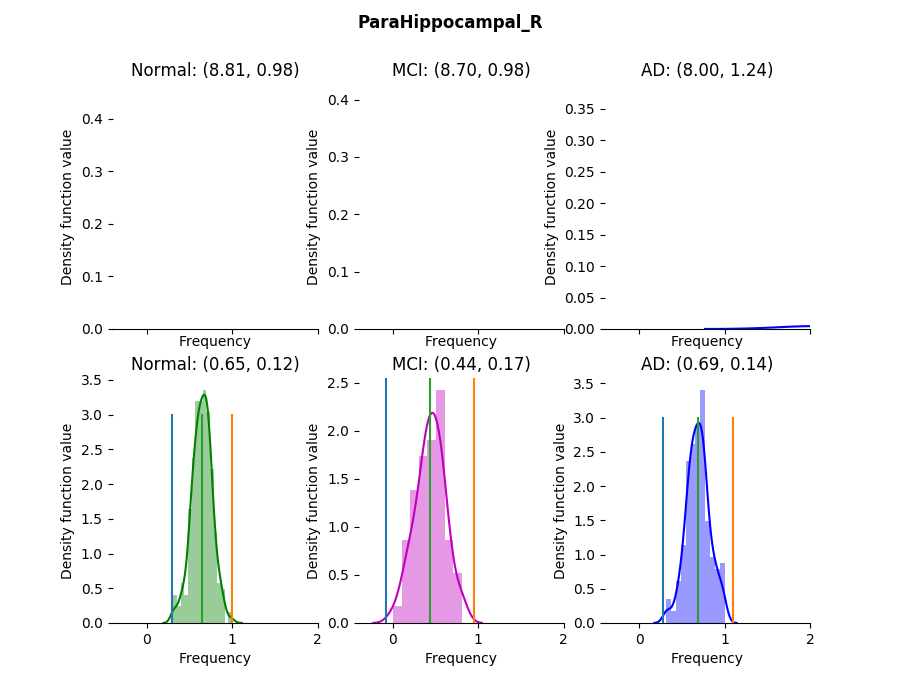 ParaHippocampal_R
Normal: (8.81, 0.98)
Density function value
0.4
0.3
0.2
0.1
0.0
Frequency
MCI: (8.70, 0.98)
Density function value
0.4
0.3
0.2
0.1
0.0
Frequency
AD: (8.00, 1.24)
Density function value
0.35
0.30
0.25
0.20
0.15
0.10
0.05
0.00
Frequency
Normal: (0.65, 0.12)
Density function value
3.5
3.0
2.5
2.0
1.5
1.0
0.5
0.0
0 1 2
Frequency
MCI: (0.44, 0.17)
Density function value
2.5
2.0
1.5
1.0
0.5
0.0
0 1 2
Frequency
AD: (0.69, 0.14)
Density function value
3.5
3.0
2.5
2.0
1.5
1.0
0.5
0.0
0 1 2
Frequency